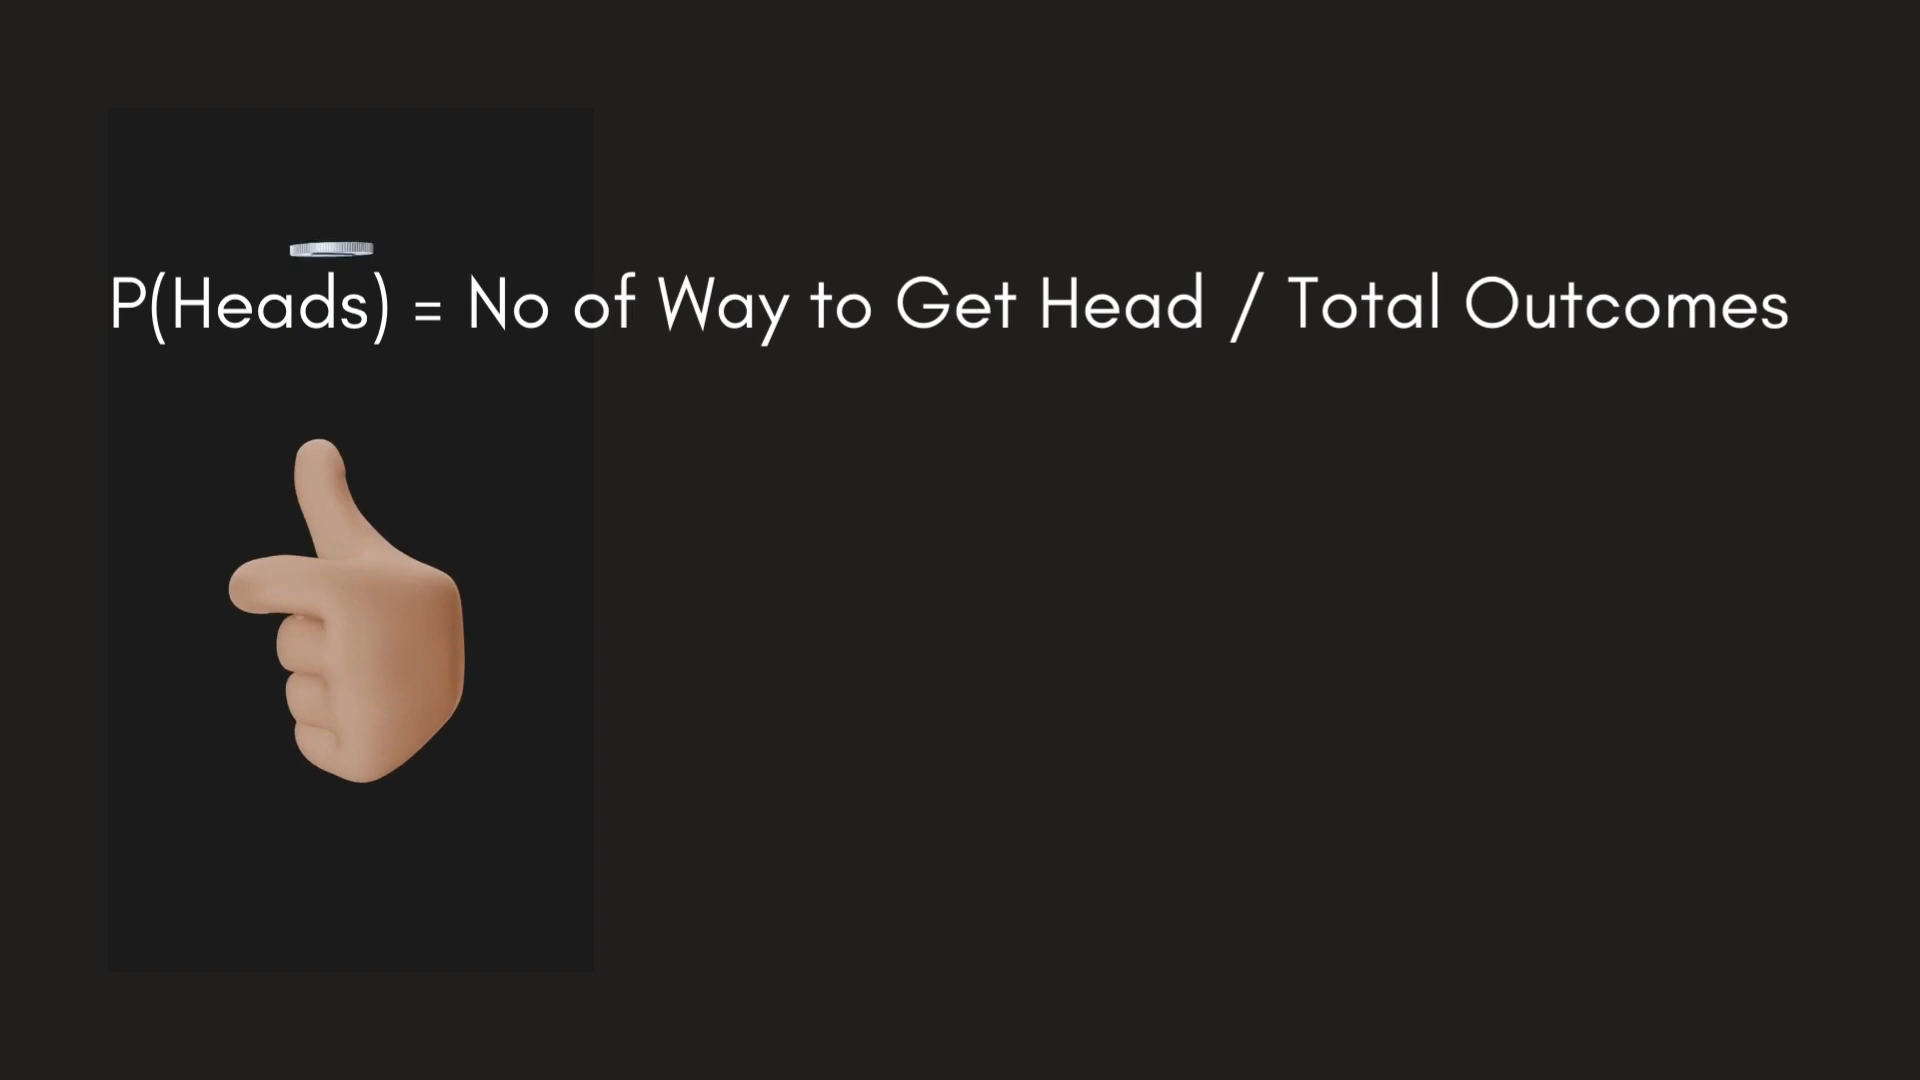 P(Heads) = No of Way to Get Head / Total Outcomes